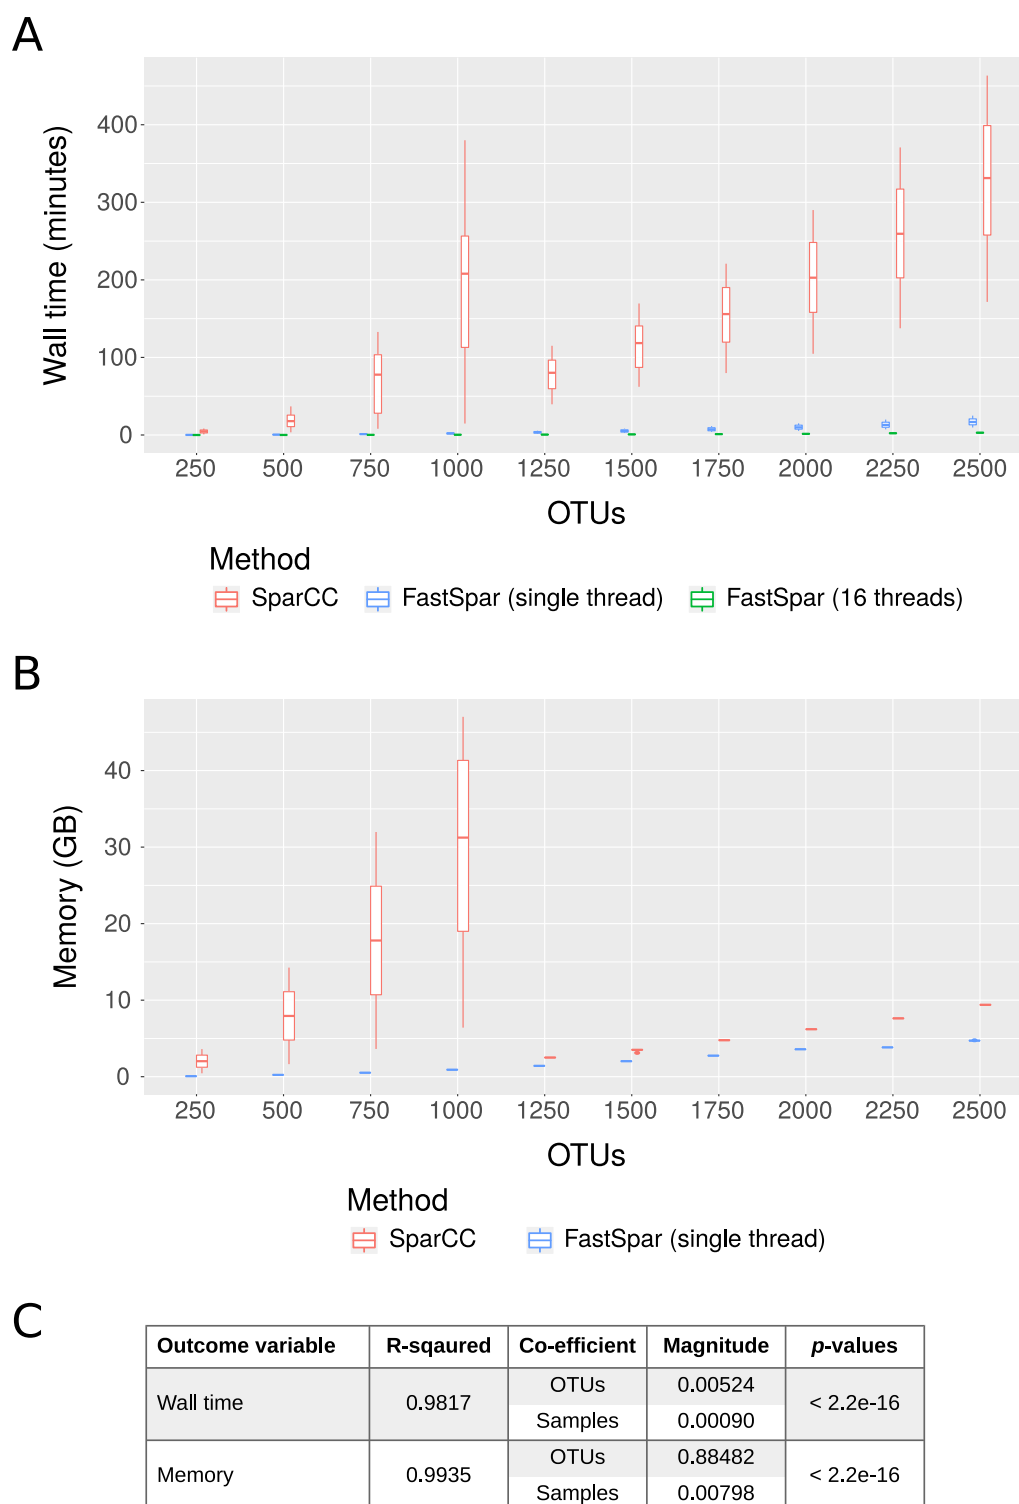 A
Wall time (minutes)
400
300
200
100
0
250 500 750 1000 1250 1500 1750 2000 2250 2500
OTUs
Method
SparCC FastSpar (single thread) FastSpar (16 threads)
B
Memory (GB)
40
30
20
10
0
250 500 750 1000 1250 1500 1750 2000 2250 2500
OTUs
Method
SparCC FastSpar (single thread)
C
Outcome variable R-sqaured Co-efficient Magnitude p-values
Wall time 0.9817 OTUs 0.00524 < 2.2e-16
Samples 0.00090
Memory 0.9935 OTUs 0.88482 < 2.2e-16
Samples 0.00798